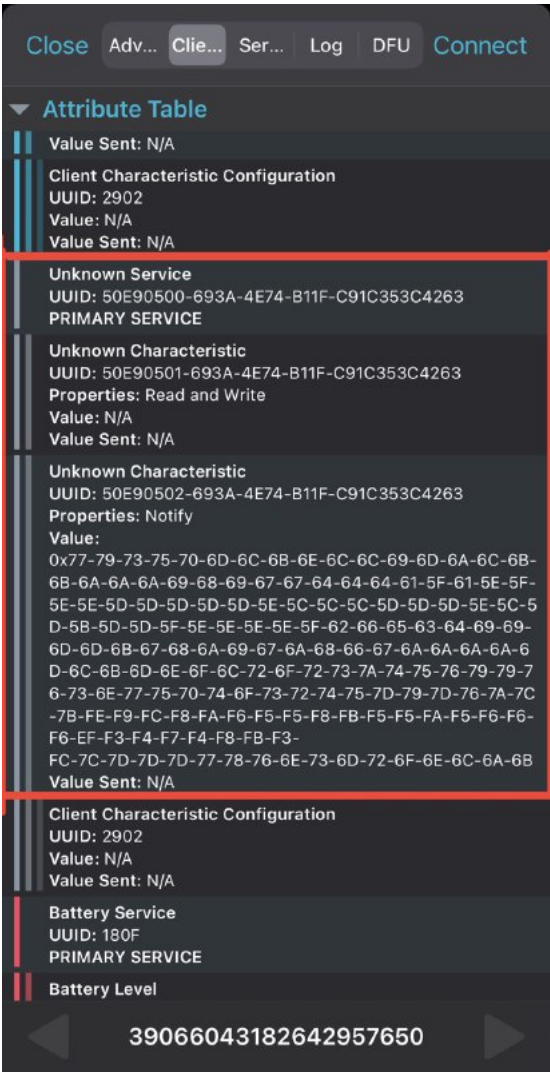 Close Adv... Clie... Ser... Log DFU Connect
Attribute Table
Value Sent: N/A
Client Characteristic Configuration
UUID: 2902
Value: N/A
Value Sent: N/A
Unknown Service
UUID: 50E90500-693A-4E74-B11F-C91C353C4263
PRIMARY SERVICE
Unknown Characteristic
UUID: 50E90501-693A-4E74-B11F-C91C353C4263
Properties: Read and Write
Value: N/A
Value Sent: N/A
Unknown Characteristic
UUID: 50E90502-693A-4E74-B11F-C91C353C4263
Properties: Notify
Value:
0x77-79-73-75-70-6D-6C-6B-6E-6C-6C-69-6D-6A-6C-6B-
6B-6A-6A-6A-69-68-69-67-67-64-64-64-61-5F-61-5E-5F-
5E-5E-5D-5D-5D-5D-5D-5E-5C-5C-5C-5D-5D-5D-5E-5C-5
D-5B-5D-5D-5F-5E-5E-5E-5E-5F-62-66-65-63-64-69-69-
6D-6D-6B-67-68-6A-69-67-6A-68-66-67-6A-6A-6A-6A-6
D-6C-6B-6D-6E-6F-6C-72-6F-72-73-7A-74-75-76-79-79-7
6-73-6E-77-75-70-74-6F-73-72-74-75-7D-79-7D-76-7A-7C
-7B-FE-F9-FC-F8-FA-F6-F5-F5-F8-FB-F5-F5-FA-F5-F6-F6-
F6-EF-F3-F4-F7-F4-F8-FB-F3-
FC-7C-7D-7D-7D-77-78-76-6E-73-6D-72-6F-6E-6C-6A-6B
Value Sent: N/A
Client Characteristic Configuration
UUID: 2902
Value: N/A
Value Sent: N/A
Battery Service
UUID: 180F
PRIMARY SERVICE
Battery Level
39066043182642957650